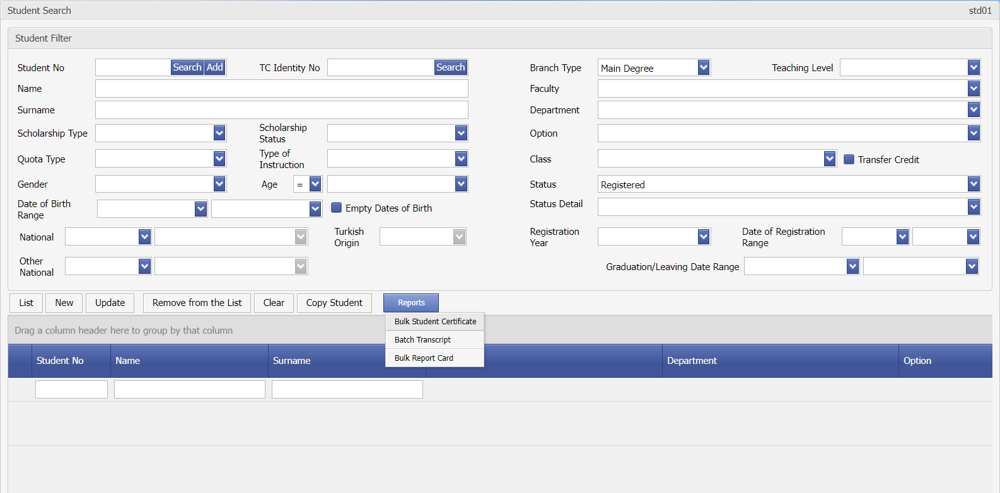 Student Search std01
Student Filter
Student No Search Add TC Identity No Search Branch Type Main Degree Teaching Level
Name Faculty
Surname Department
Scholarship Type Scholarship Status Option
Quota Type Type of Instruction Class Transfer Credit
Gender Age = Status Registered
Date of Birth Range Empty Dates of Birth Status Detail
National Turkish Origin Registration Year Date of Registration Range
Other National Graduation/Leaving Date Range
List New Update Remove from the List Clear Copy Student Reports
Bulk Student Certificate
Batch Transcript
Bulk Report Card
Drag a column header here to group by that column
Student No Name Surname Department Option